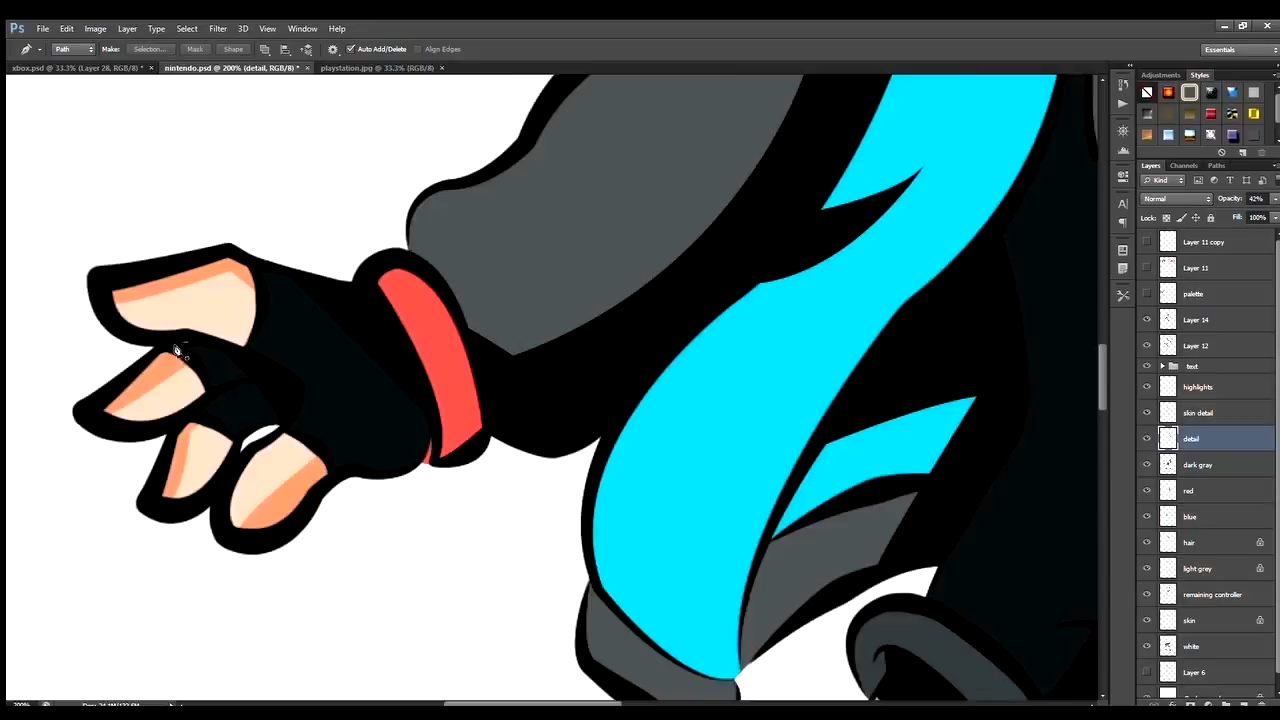 Ps File Edit Image Layer Type Select Filter 3D View Window Help
Path Make: Selection... Mask Shape Auto Add/Delete Align Edges Essentials
xbox.psd @ 33.3% (Layer 28, RGB/8) * × nintendo.psd @ 200% (detail, RGB/8) * × playstation.jpg @ 33.3% (RGB/8) ×
Adjustments Styles
Layers Channels Paths
Kind
Normal Opacity: 42%
Lock: Fill: 100%
Layer 11 copy
Layer 11
palette
Layer 14
Layer 12
text
highlights
skin detail
detail
dark gray
red
blue
hair
light grey
remaining controller
skin
white
Layer 6
200%